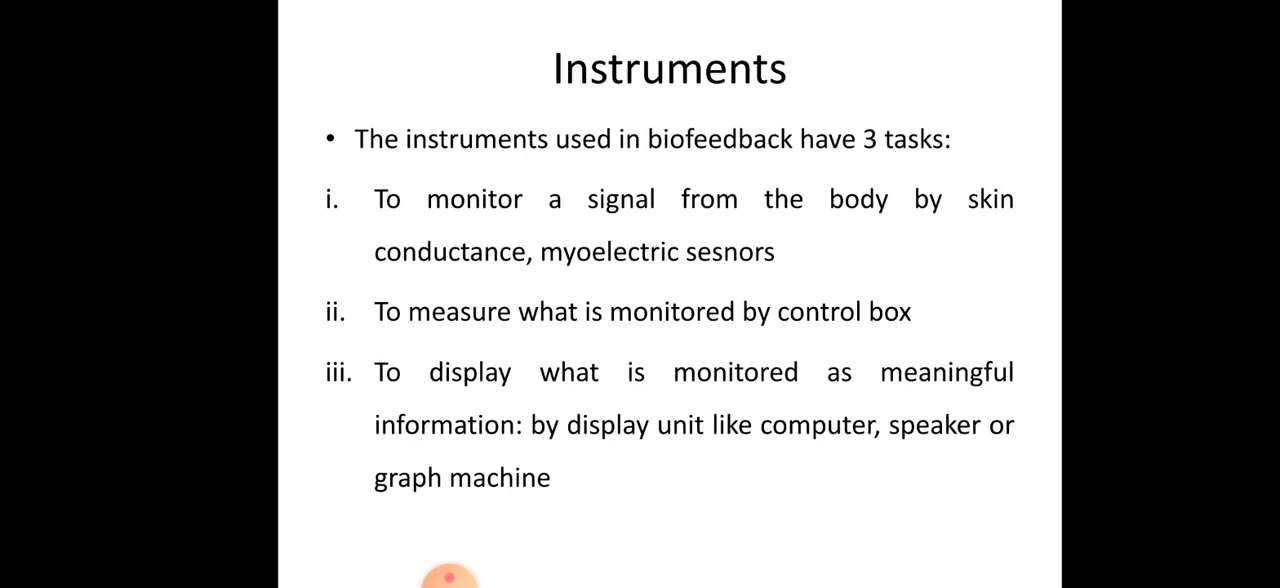 Instruments
• The instruments used in biofeedback have 3 tasks:
i. To monitor a signal from the body by skin
conductance, myoelectric sesnors
ii. To measure what is monitored by control box
iii. To display what is monitored as meaningful
information: by display unit like computer, speaker or
graph machine